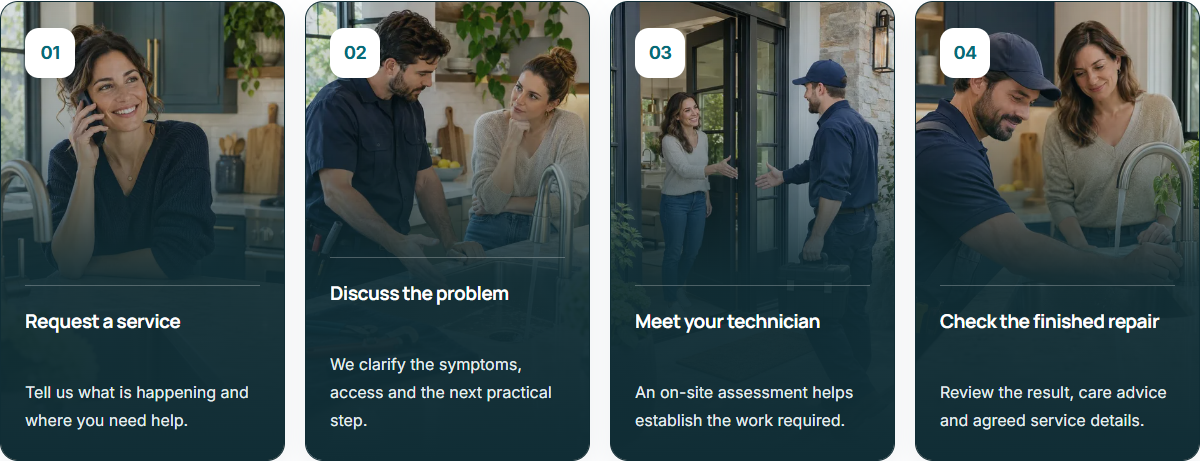 01
Request a service
Tell us what is happening and
where you need help.
02
Discuss the problem
We clarify the symptoms,
access and the next practical
step.
03
Meet your technician
An on-site assessment helps
establish the work required.
04
Check the finished repair
Review the result, care advice
and agreed service details.